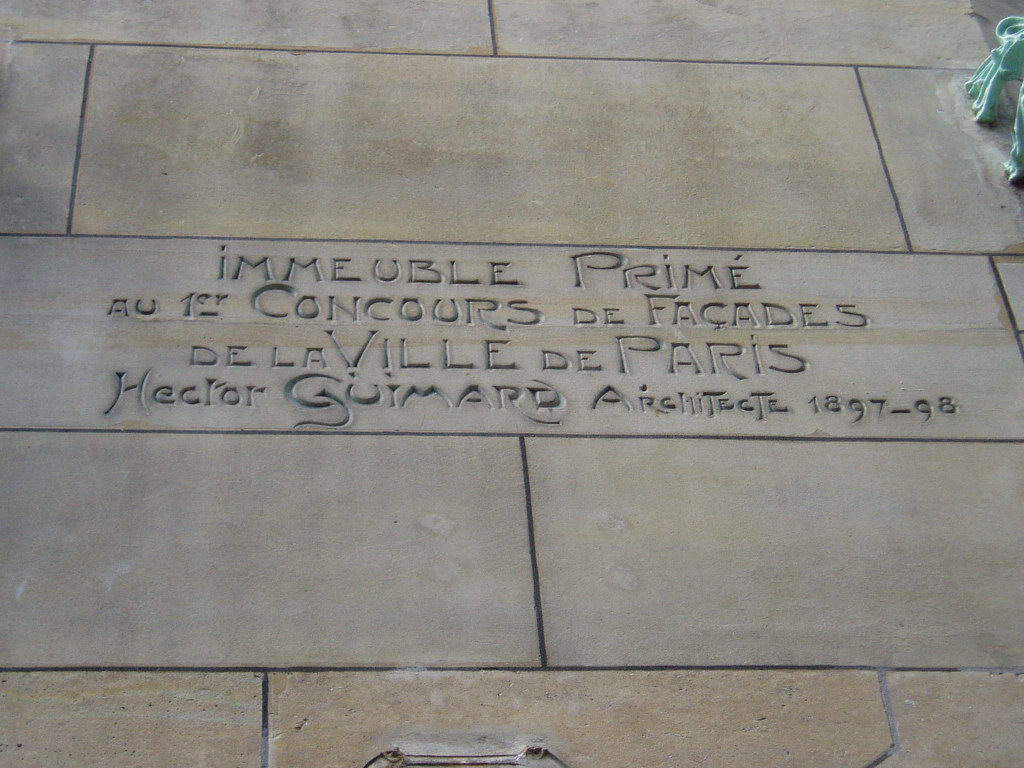 IMMEUBLE PRIMÉ
AU 1er CONCOURS DE FAÇADES
DE LA VILLE DE PARIS
Hector GUIMARD ARCHITECTE 1897-98